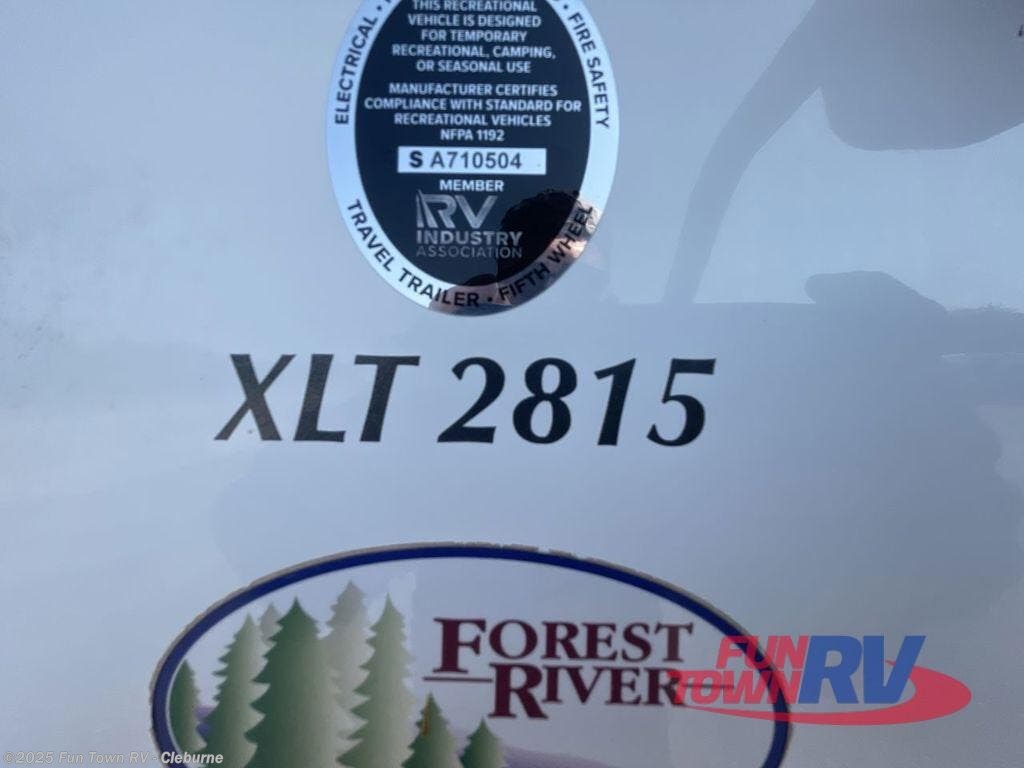 ELECTRICAL •
• FIRE SAFETY
THIS RECREATIONAL
VEHICLE IS DESIGNED
FOR TEMPORARY
RECREATIONAL, CAMPING,
OR SEASONAL USE
MANUFACTURER CERTIFIES
COMPLIANCE WITH STANDARD FOR
RECREATIONAL VEHICLES
NFPA 1192
S A710504
MEMBER
RV
INDUSTRY
ASSOCIATION
TRAVEL TRAILER • FIFTH WHEEL
XLT 2815
FOREST
RIVER
FUN
TOWN RV
©2025 Fun Town RV - Cleburne